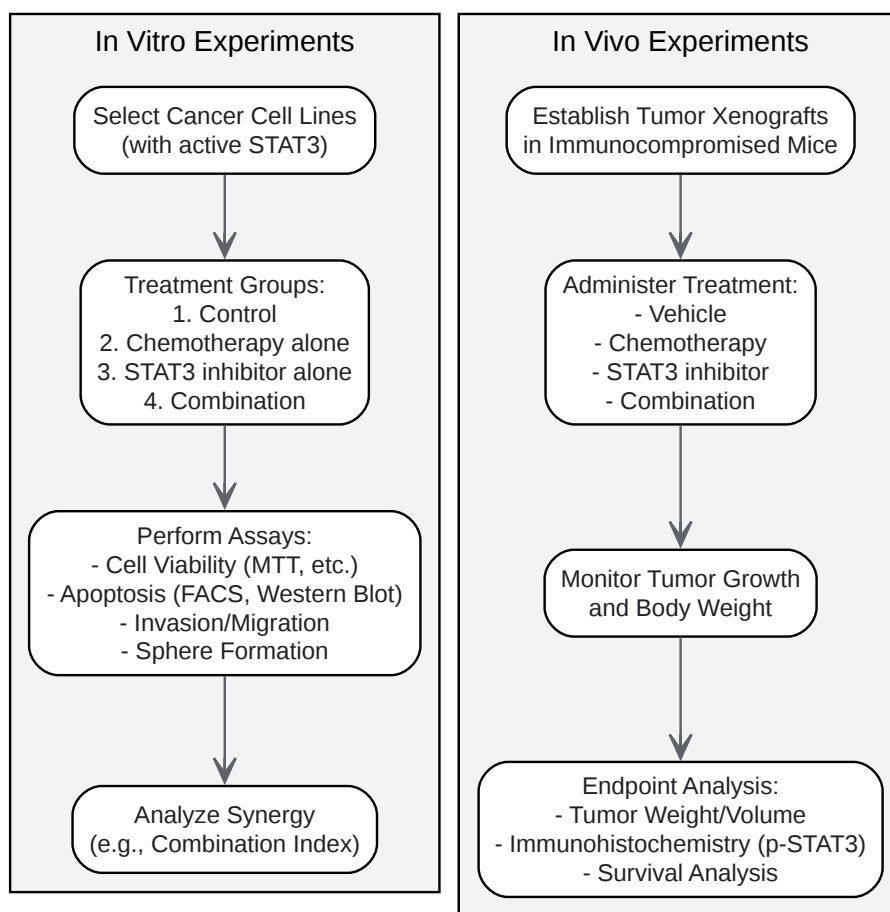 In Vitro Experiments
Select Cancer Cell Lines
(with active STAT3)
Treatment Groups:
1. Control
2. Chemotherapy alone
3. STAT3 inhibitor alone
4. Combination
Perform Assays:
- Cell Viability (MTT, etc.)
- Apoptosis (FACS, Western Blot)
- Invasion/Migration
- Sphere Formation
Analyze Synergy
(e.g., Combination Index)
In Vivo Experiments
Establish Tumor Xenografts
in Immunocompromised Mice
Administer Treatment:
- Vehicle
- Chemotherapy
- STAT3 inhibitor
- Combination
Monitor Tumor Growth
and Body Weight
Endpoint Analysis:
- Tumor Weight/Volume
- Immunohistochemistry (p-STAT3)
- Survival Analysis